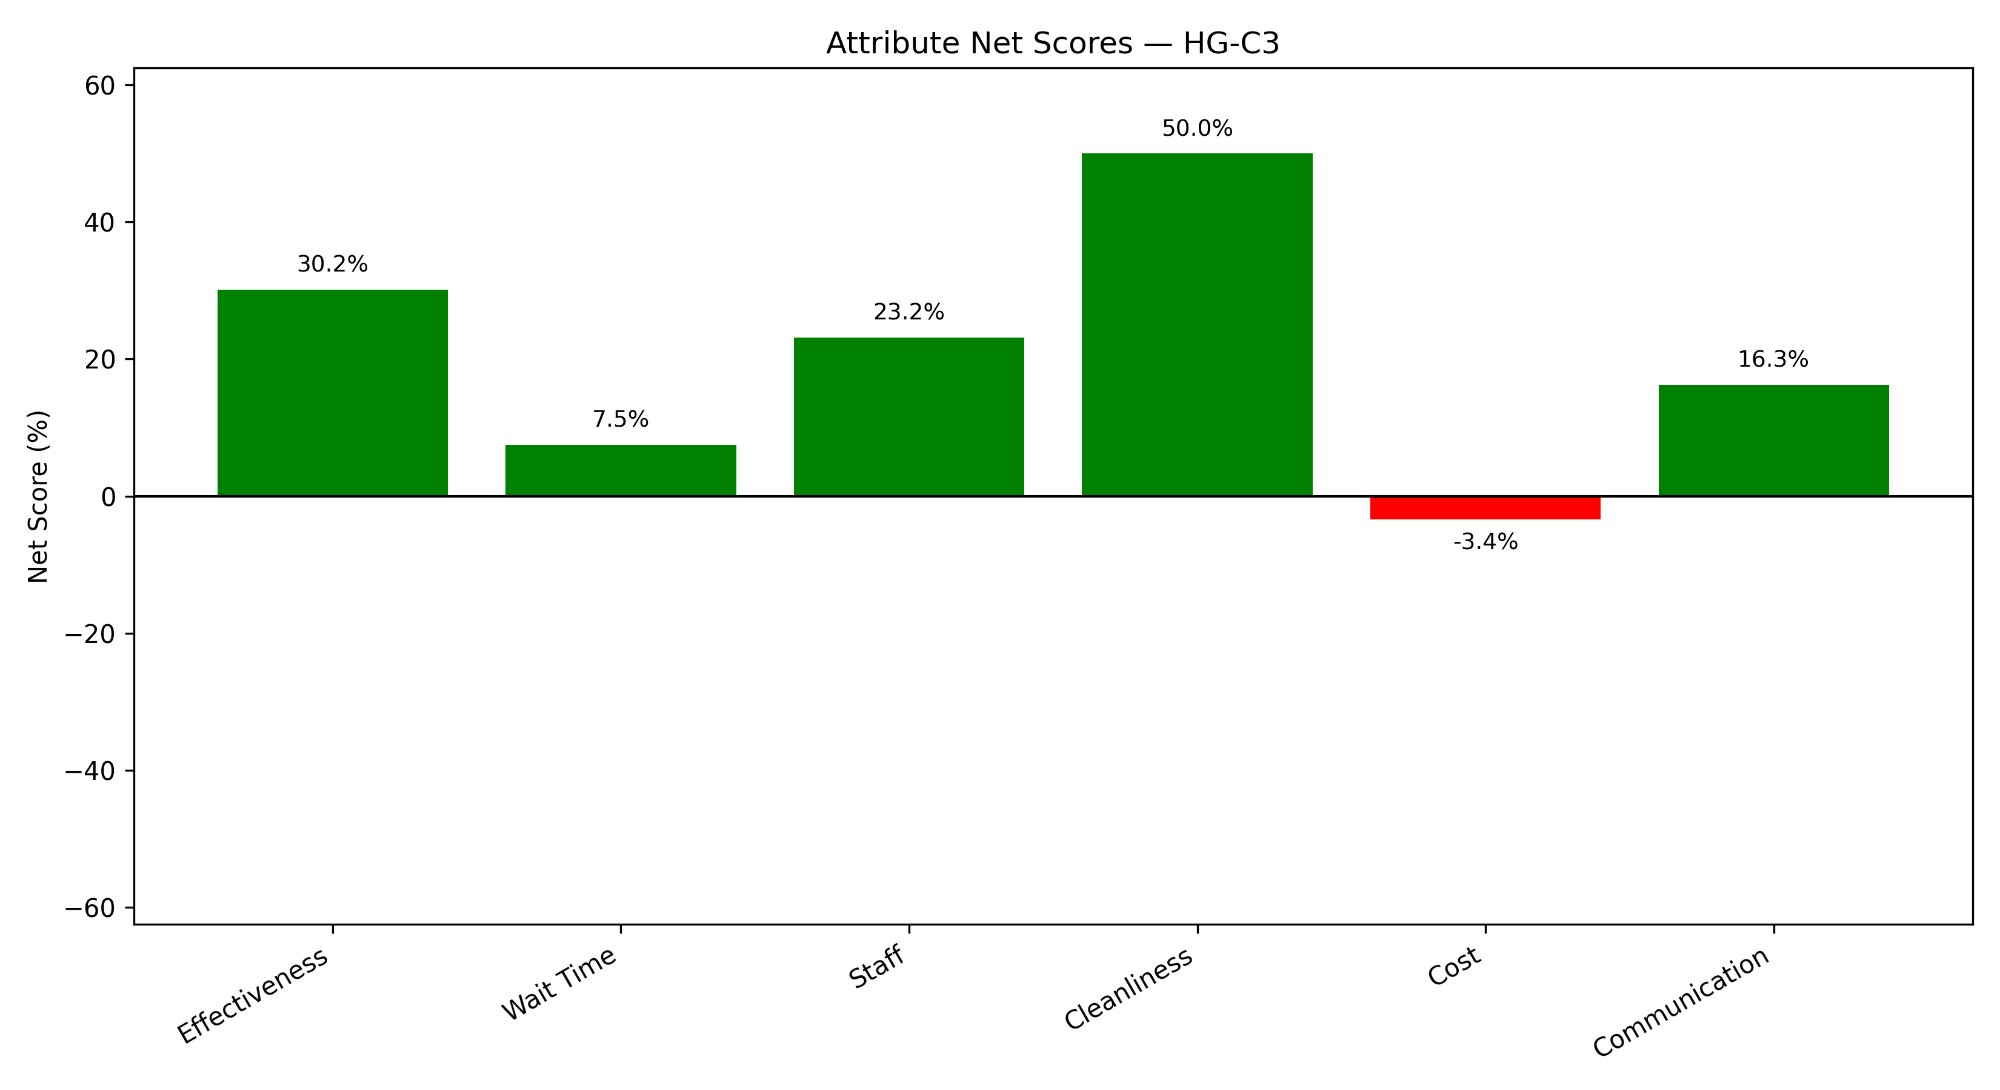 Attribute Net Scores — HG-C3
Net Score (%)
60
40
20
0
−20
−40
−60
30.2%
7.5%
23.2%
50.0%
-3.4%
16.3%
Effectiveness
Wait Time
Staff
Cleanliness
Cost
Communication